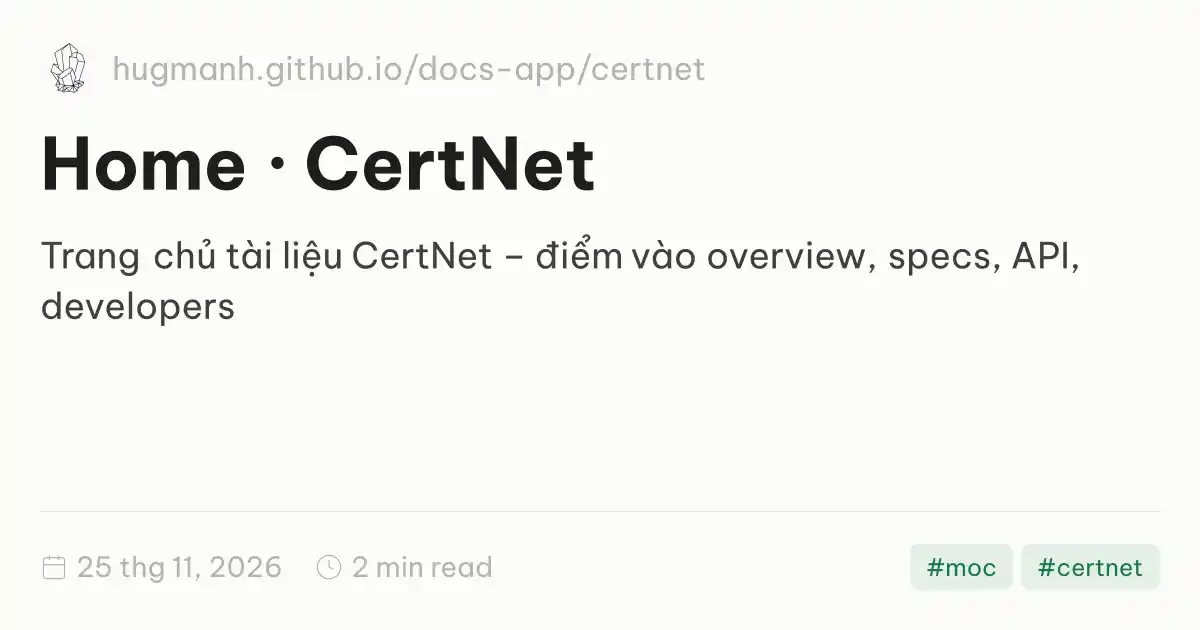 hugmanh.github.io/docs-app/certnet
Home · CertNet
Trang chủ tài liệu CertNet – điểm vào overview, specs, API,
developers
25 thg 11, 2026 2 min read #moc #certnet